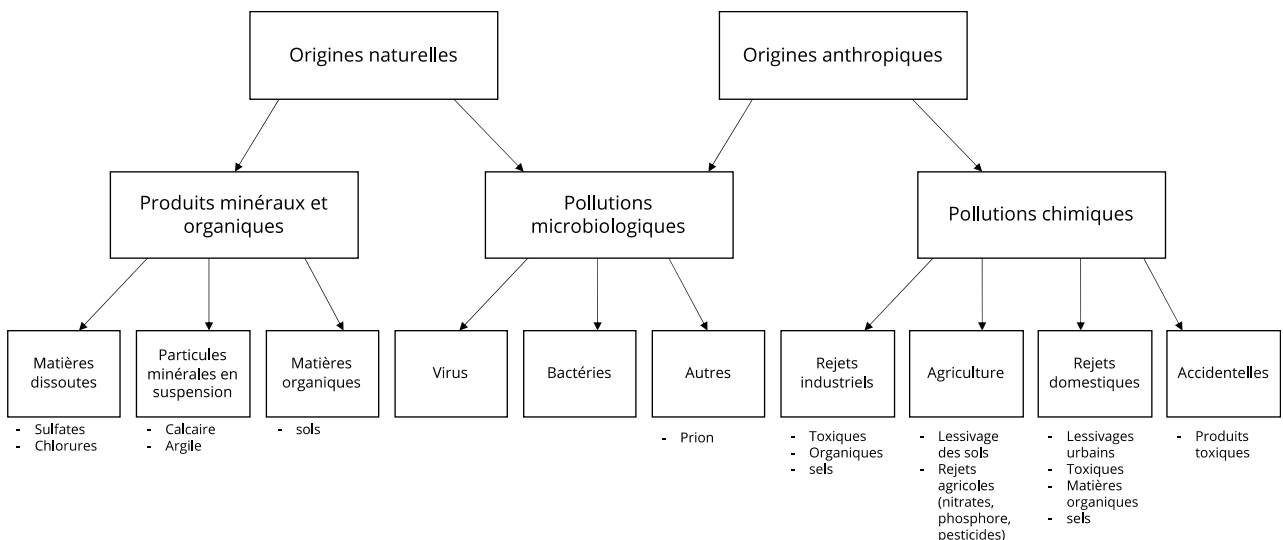 Origines naturelles
Origines anthropiques
Produits minéraux et
organiques
Pollutions
microbiologiques
Pollutions chimiques
Matières
dissoutes
Particules
minérales en
suspension
Matières
organiques
Virus
Bactéries
Autres
Rejets
industriels
Agriculture
Rejets
domestiques
Accidentelles
- Sulfates
- Chlorures
- Calcaire
- Argile
- sols
- Prion
- Toxiques
- Organiques
- sels
- Lessivage
des sols
- Rejets
agricoles
(nitrates,
phosphore,
pesticides)
- Lessivages
urbains
- Toxiques
- Matières
organiques
- sels
- Produits
toxiques